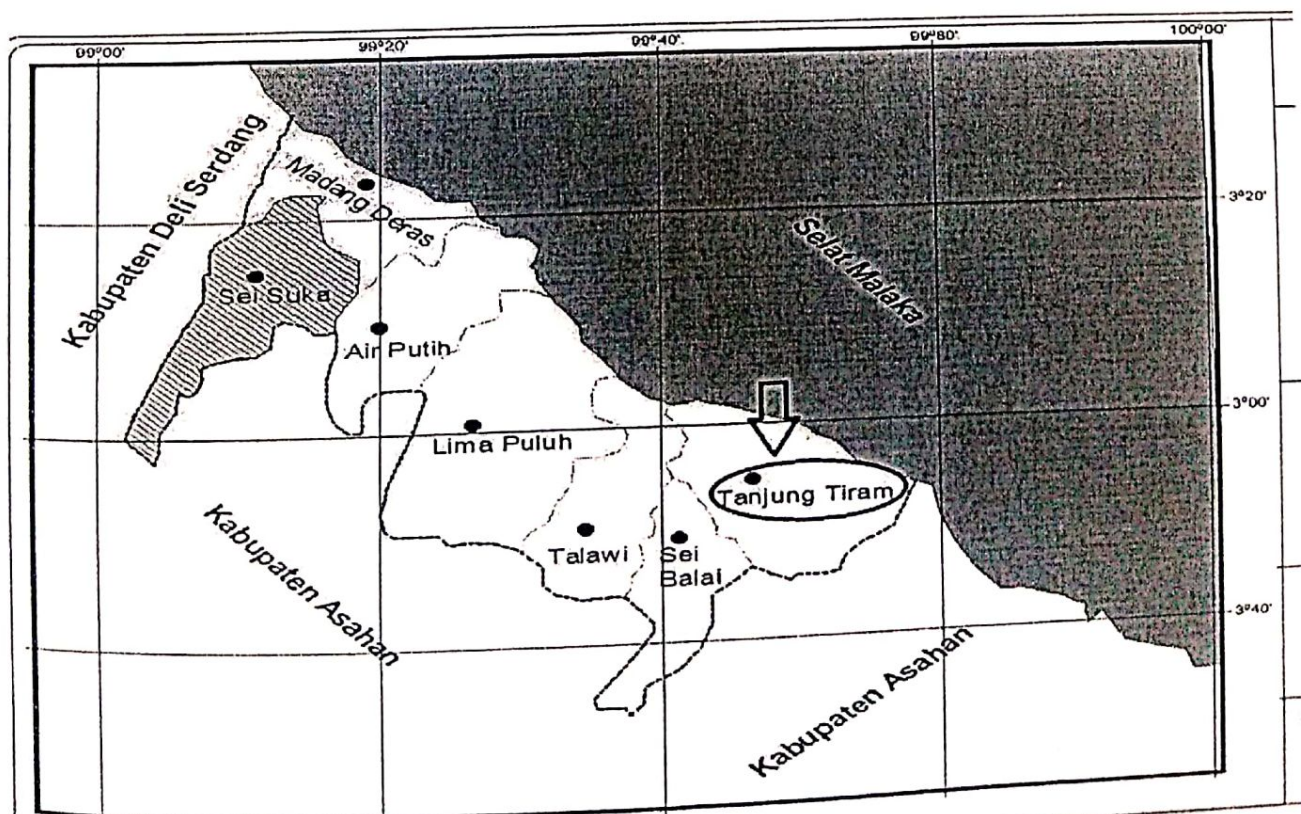 99°00'
99°20'
99°40'
99°80'
100°00'
Kabupaten Deli Serdang
Madang Deras
3°20'
Selat Malaka
Sei Suka
Air Putih
3°00'
Lima Puluh
Tanjung Tiram
Kabupaten Asahan
Talawi
Sei
Balai
3°40'
Kabupaten Asahan